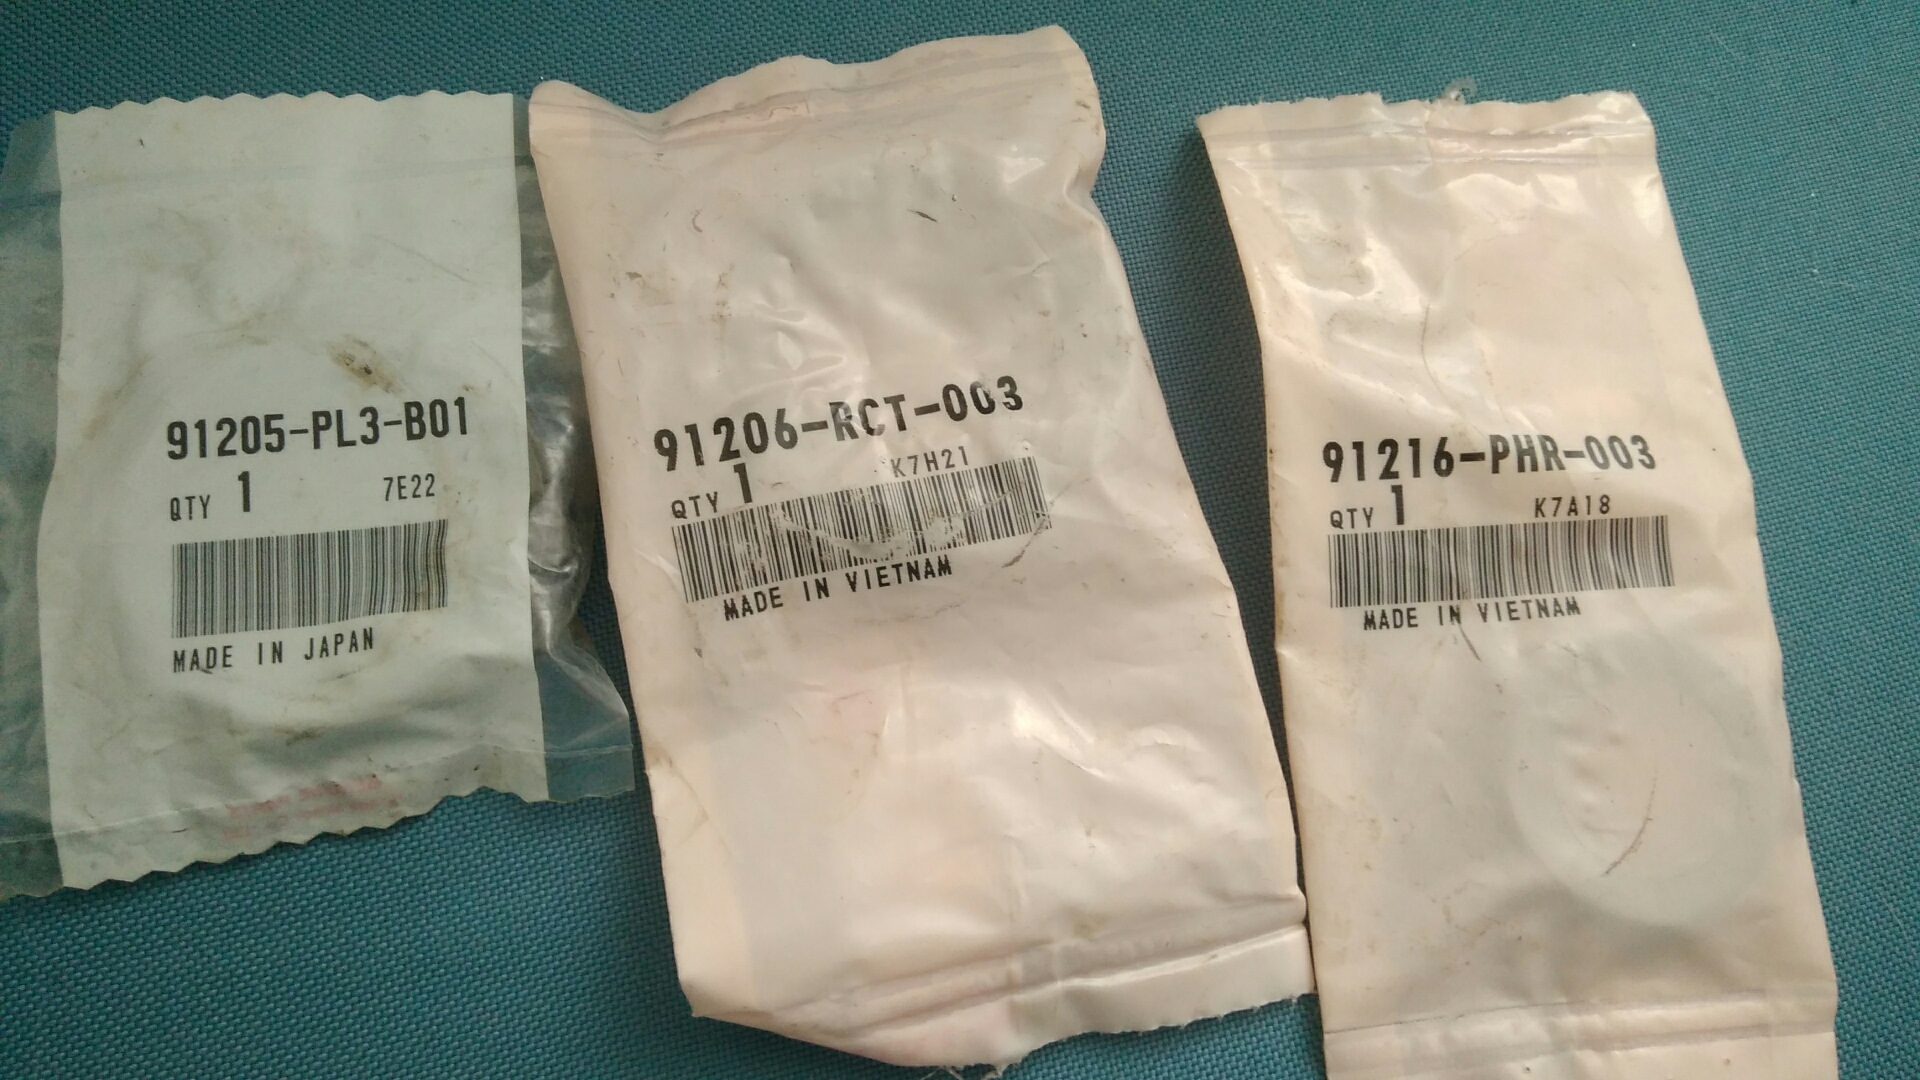 91205-PL3-B01
QTY 1 7E22
MADE IN JAPAN
91206-RCT-003
QTY 1 K7H21
MADE IN VIETNAM
91216-PHR-003
QTY 1 K7A18
MADE IN VIETNAM